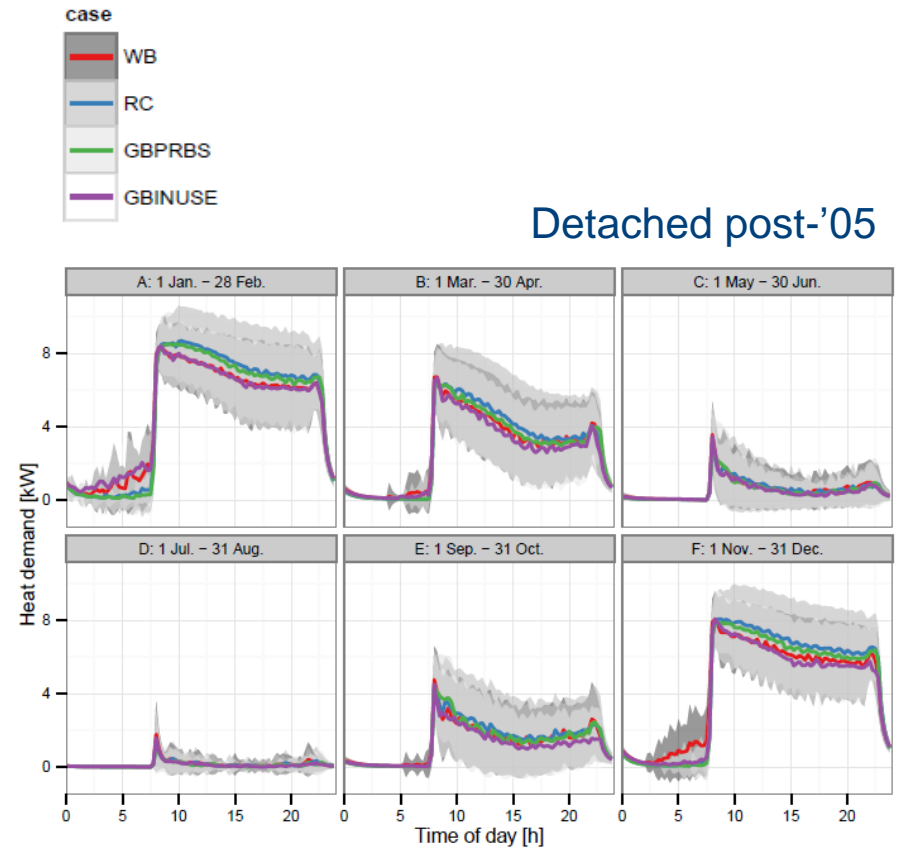 case
WB
RC
GBPRBS
GBINUSE
Detached post-’05
A: 1 Jan. − 28 Feb.
B: 1 Mar. − 30 Apr.
C: 1 May − 30 Jun.
8
4
0
D: 1 Jul. − 31 Aug.
E: 1 Sep. − 31 Oct.
F: 1 Nov. − 31 Dec.
8
4
0
Heat demand [kW]
0 5 10 15 20 0 5 10 15 20 0 5 10 15 20
Time of day [h]